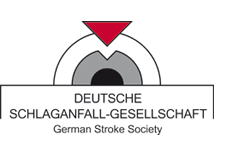 DEUTSCHE
SCHLAGANFALL-GESELLSCHAFT
German Stroke Society